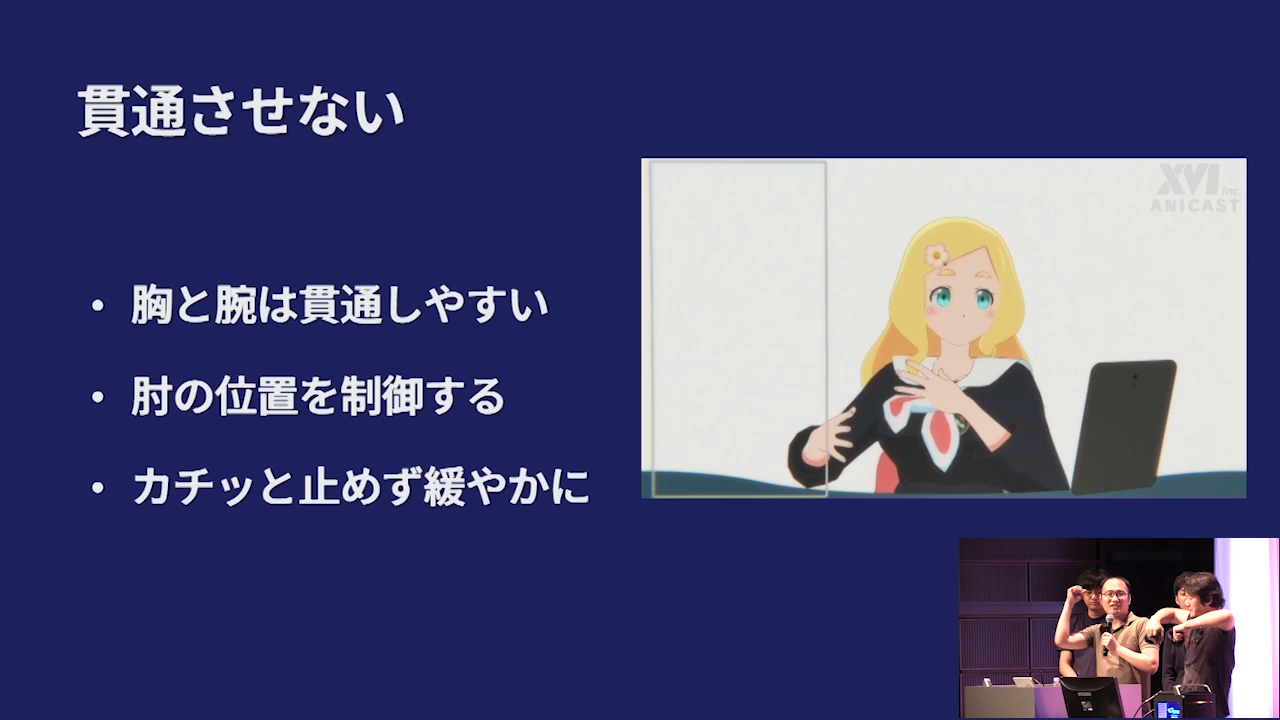 貫通させない
• 胸と腕は貫通しやすい
• 肘の位置を制御する
• カチッと止めず緩やかに
XVI inc.
ANICAST